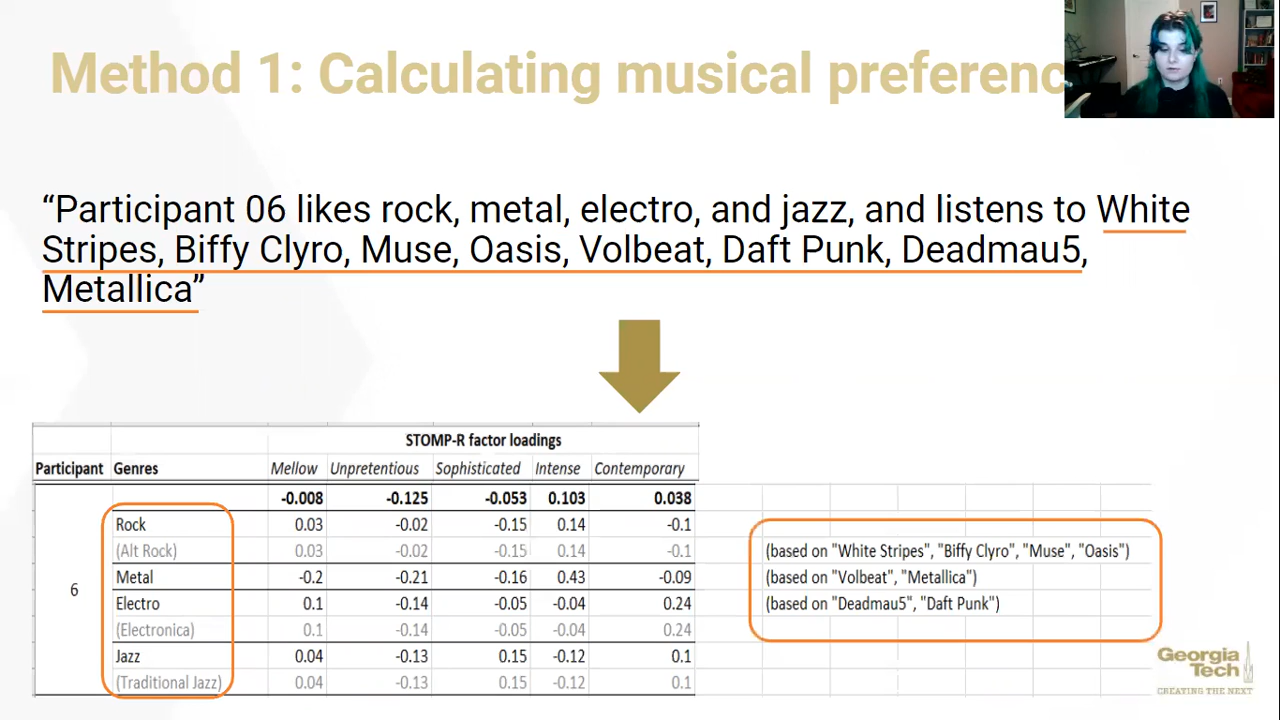 Method 1: Calculating musical preferenc
“Participant 06 likes rock, metal, electro, and jazz, and listens to White
Stripes, Biffy Clyro, Muse, Oasis, Volbeat, Daft Punk, Deadmau5,
Metallica”
STOMP-R factor loadings
Participant Genres Mellow Unpretentious Sophisticated Intense Contemporary
-0.008 -0.125 -0.053 0.103 0.038
Rock 0.03 -0.02 -0.15 0.14 -0.1
(Alt Rock) 0.03 -0.02 -0.15 0.14 -0.1 (based on "White Stripes", "Biffy Clyro", "Muse", "Oasis")
Metal -0.2 -0.21 -0.16 0.43 -0.09 (based on "Volbeat", "Metallica")
6
Electro 0.1 -0.14 -0.05 -0.04 0.24 (based on "Deadmau5", "Daft Punk")
(Electronica) 0.1 -0.14 -0.05 -0.04 0.24
Jazz 0.04 -0.13 0.15 -0.12 0.1
(Traditional Jazz) 0.04 -0.13 0.15 -0.12 0.1
Georgia
Tech
CREATING THE NEXT